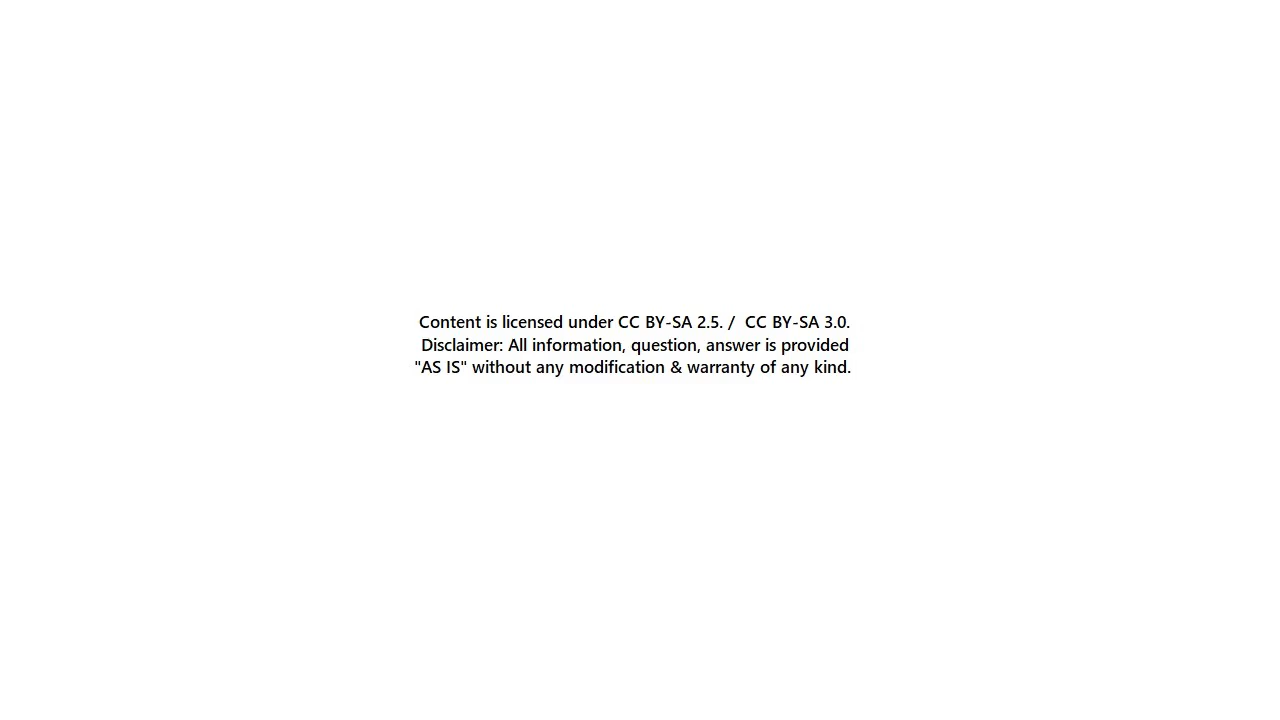 Content is licensed under CC BY-SA 2.5. /  CC BY-SA 3.0.
Disclaimer: All information, question, answer is provided
"AS IS" without any modification & warranty of any kind.